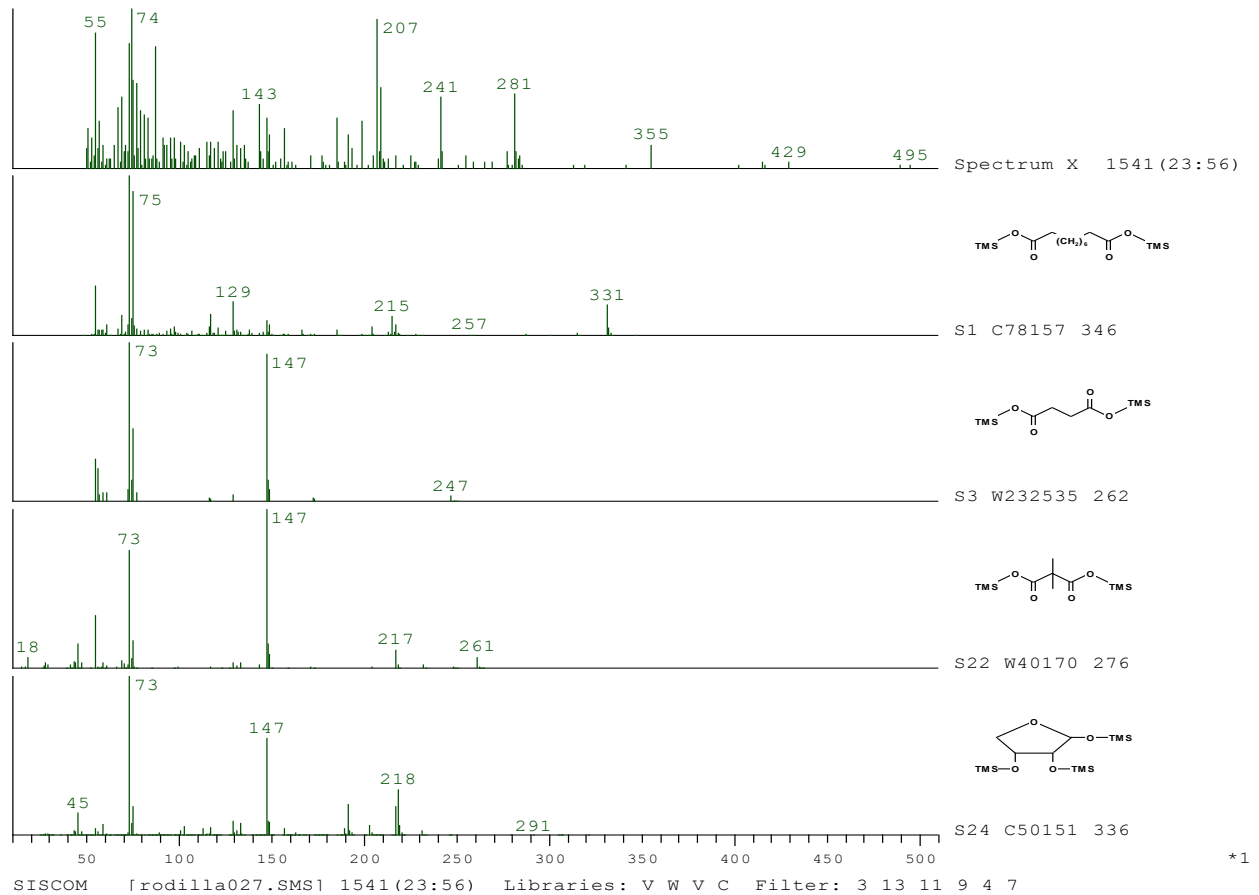 55
74
207
143
241
281
355
429
495
Spectrum X 1541(23:56)
75
129
215
257
331
TMS O O (CH₂)₆ O O TMS
S1 C78157 346
73
147
247
TMS O O O O TMS
S3 W232535 262
147
73
18
217
261
TMS O O O O TMS
S22 W40170 276
73
147
218
45
291
O
O—TMS
TMS—O O—TMS
S24 C50151 336
50 100 150 200 250 300 350 400 450 500
*1
SISCOM [rodilla027.SMS] 1541(23:56) Libraries: V W V C Filter: 3 13 11 9 4 7